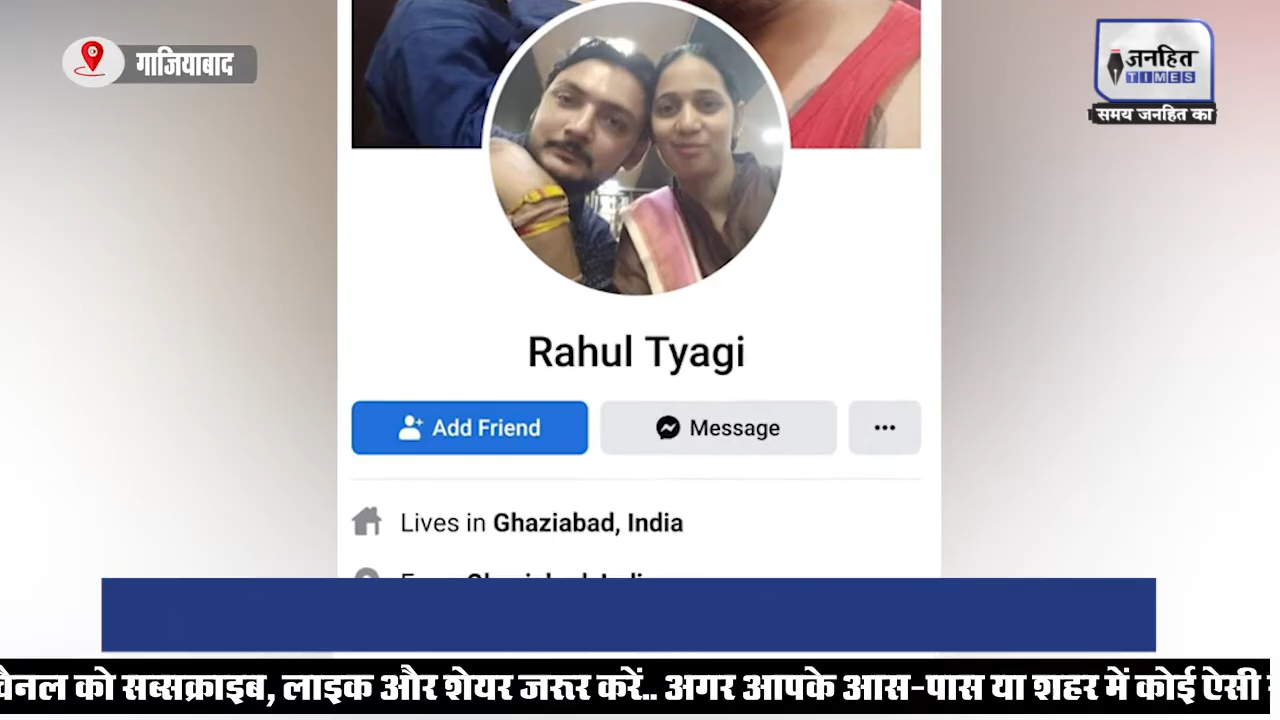 गाजियाबाद
जनहित
TIMES
समय जनहित का
Rahul Tyagi
Add Friend
Message
Lives in Ghaziabad, India
को सब्सक्राइब, लाइक और शेयर जरूर करें.. अगर आपके आस-पास या शहर में कोई ऐसी